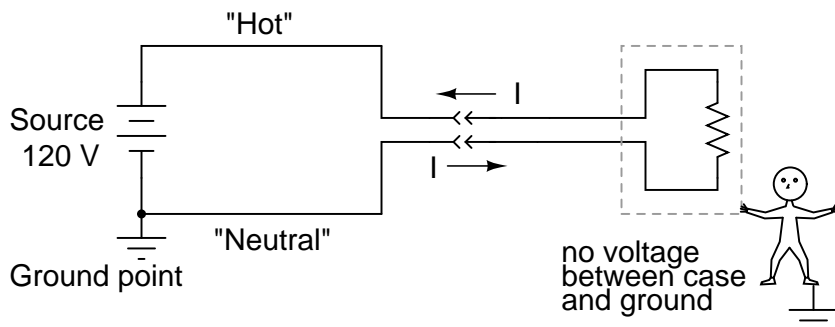 "Hot"
I
Source
120 V
I
"Neutral"
Ground point
no voltage
between case
and ground